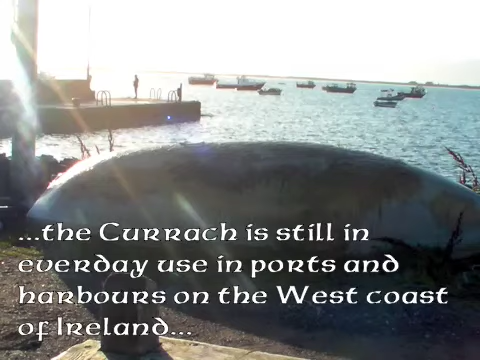 ...the Currach is still in
everday use in ports and
harbours on the West coast
of Ireland...